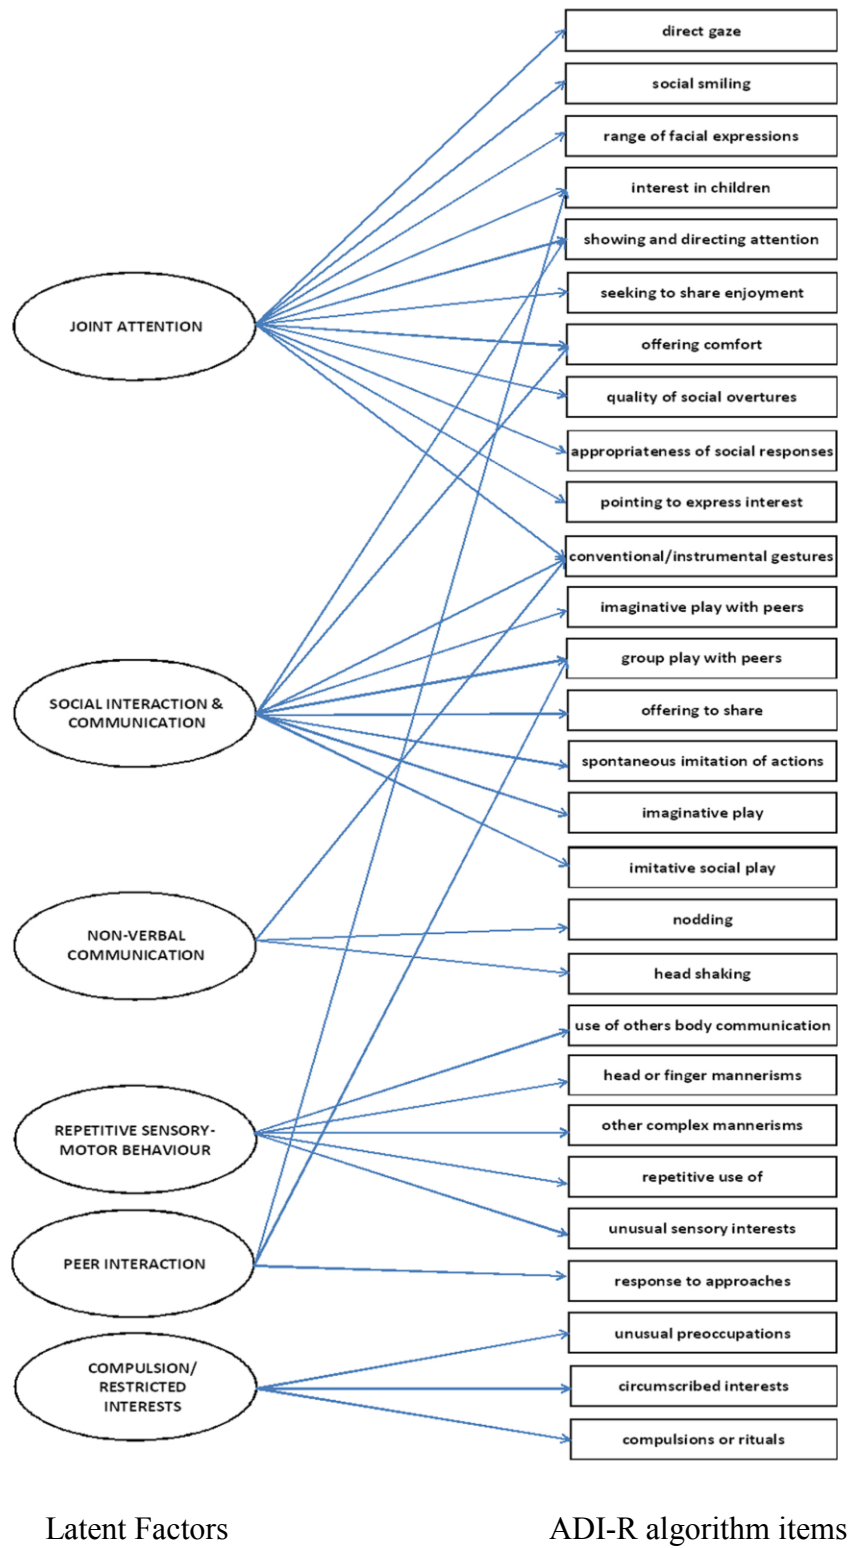 direct gaze
social smiling
range of facial expressions
interest in children
showing and directing attention
seeking to share enjoyment
JOINT ATTENTION
offering comfort
quality of social overtures
appropriateness of social responses
pointing to express interest
conventional/instrumental gestures
imaginative play with peers
group play with peers
SOCIAL INTERACTION &
COMMUNICATION
offering to share
spontaneous imitation of actions
imaginative play
imitative social play
nodding
NON-VERBAL
COMMUNICATION
head shaking
use of others body communication
head or finger mannerisms
other complex mannerisms
REPETITIVE SENSORY-
MOTOR BEHAVIOUR
repetitive use of
unusual sensory interests
PEER INTERACTION
response to approaches
unusual preoccupations
COMPULSION/
RESTRICTED
INTERESTS
circumscribed interests
compulsions or rituals
Latent Factors
ADI-R algorithm items